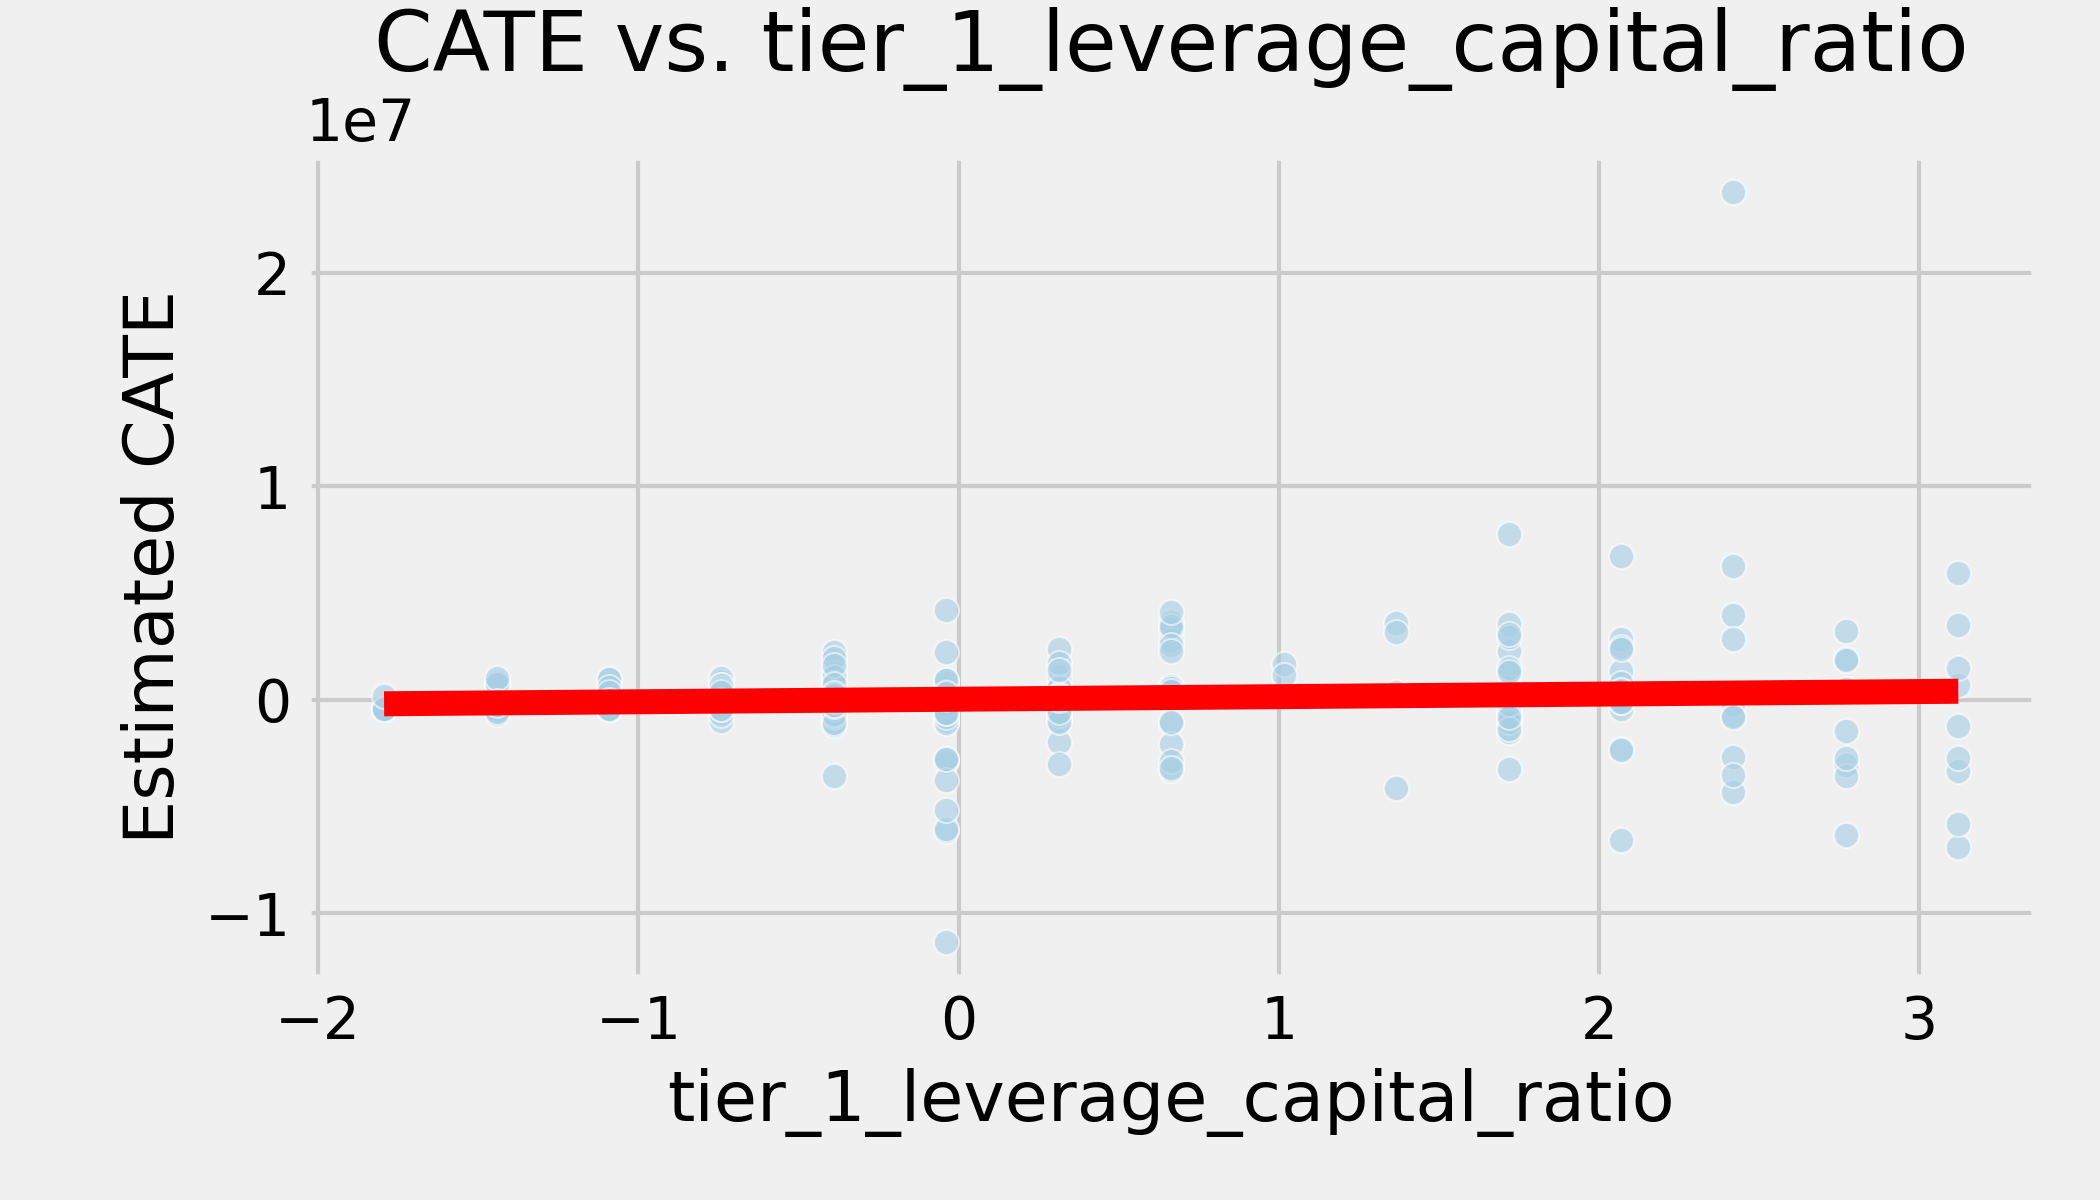 CATE vs. tier_1_leverage_capital_ratio
1e7
2
1
0
−1
Estimated CATE
−2 −1 0 1 2 3
tier_1_leverage_capital_ratio